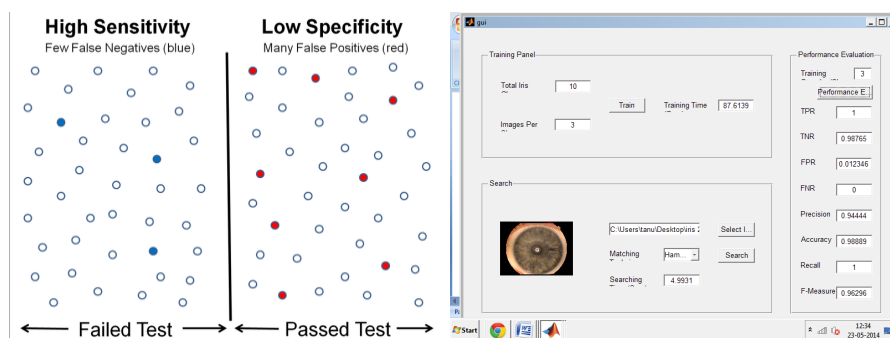 High Sensitivity
Few False Negatives (blue)
Low Specificity
Many False Positives (red)
Failed Test
Passed Test
gui
Training Panel
Total Iris
10
Images Per
3
Train
Training Time
87.6139
Search
C:\Users\tanu\Desktop\iris 2
Select I...
Matching
Ham...
Search
Searching
4.9931
Performance Evaluation
Training
3
Performance E...
TPR
1
TNR
0.98765
FPR
0.012346
FNR
0
Precision
0.94444
Accuracy
0.98889
Recall
1
F-Measure
0.96296
Start
12:34
23-05-2014